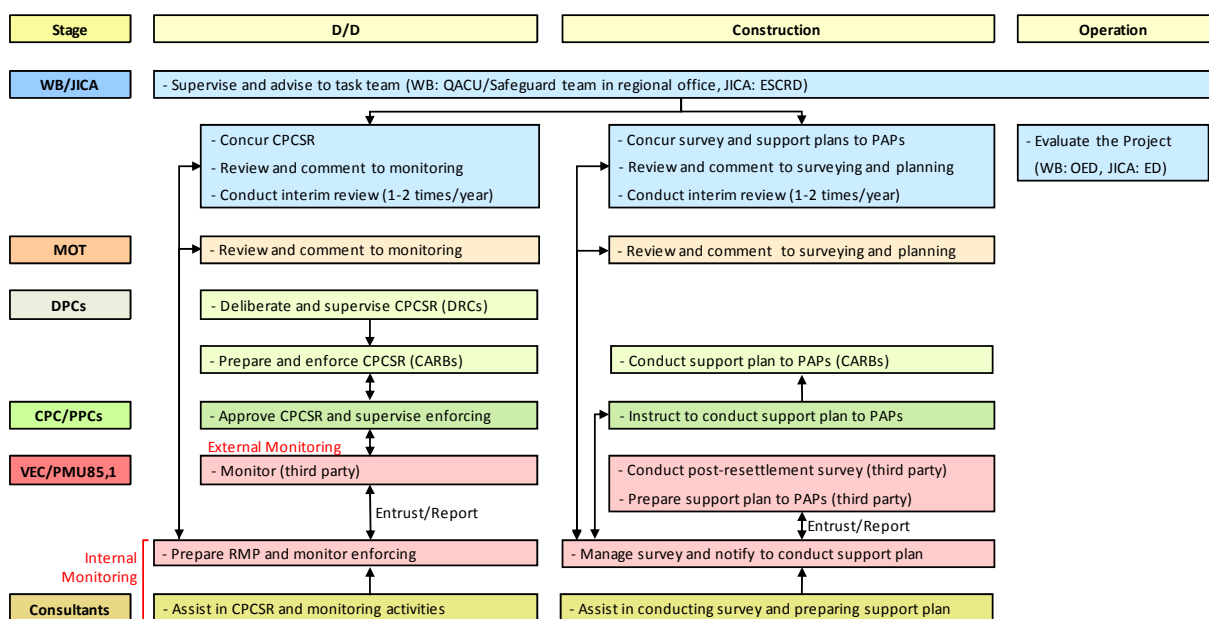 Stage
D/D
Construction
Operation
WB/JICA
- Supervise and advise to task team (WB: QACU/Safeguard team in regional office, JICA: ESCRD)
- Concur CPCSR
- Review and comment to monitoring
- Conduct interim review (1-2 times/year)
- Concur survey and support plans to PAPs
- Review and comment to surveying and planning
- Conduct interim review (1-2 times/year)
- Evaluate the Project
(WB: OED, JICA: ED)
MOT
- Review and comment to monitoring
- Review and comment to surveying and planning
DPCs
- Deliberate and supervise CPCSR (DRCs)
- Prepare and enforce CPCSR (CARBs)
- Conduct support plan to PAPs (CARBs)
CPC/PPCs
- Approve CPCSR and supervise enforcing
- Instruct to conduct support plan to PAPs
External Monitoring
VEC/PMU85,1
- Monitor (third party)
- Conduct post-resettlement survey (third party)
- Prepare support plan to PAPs (third party)
Entrust/Report
Entrust/Report
Internal
Monitoring
- Prepare RMP and monitor enforcing
- Manage survey and notify to conduct support plan
Consultants
- Assist in CPCSR and monitoring activities
- Assist in conducting survey and preparing support plan